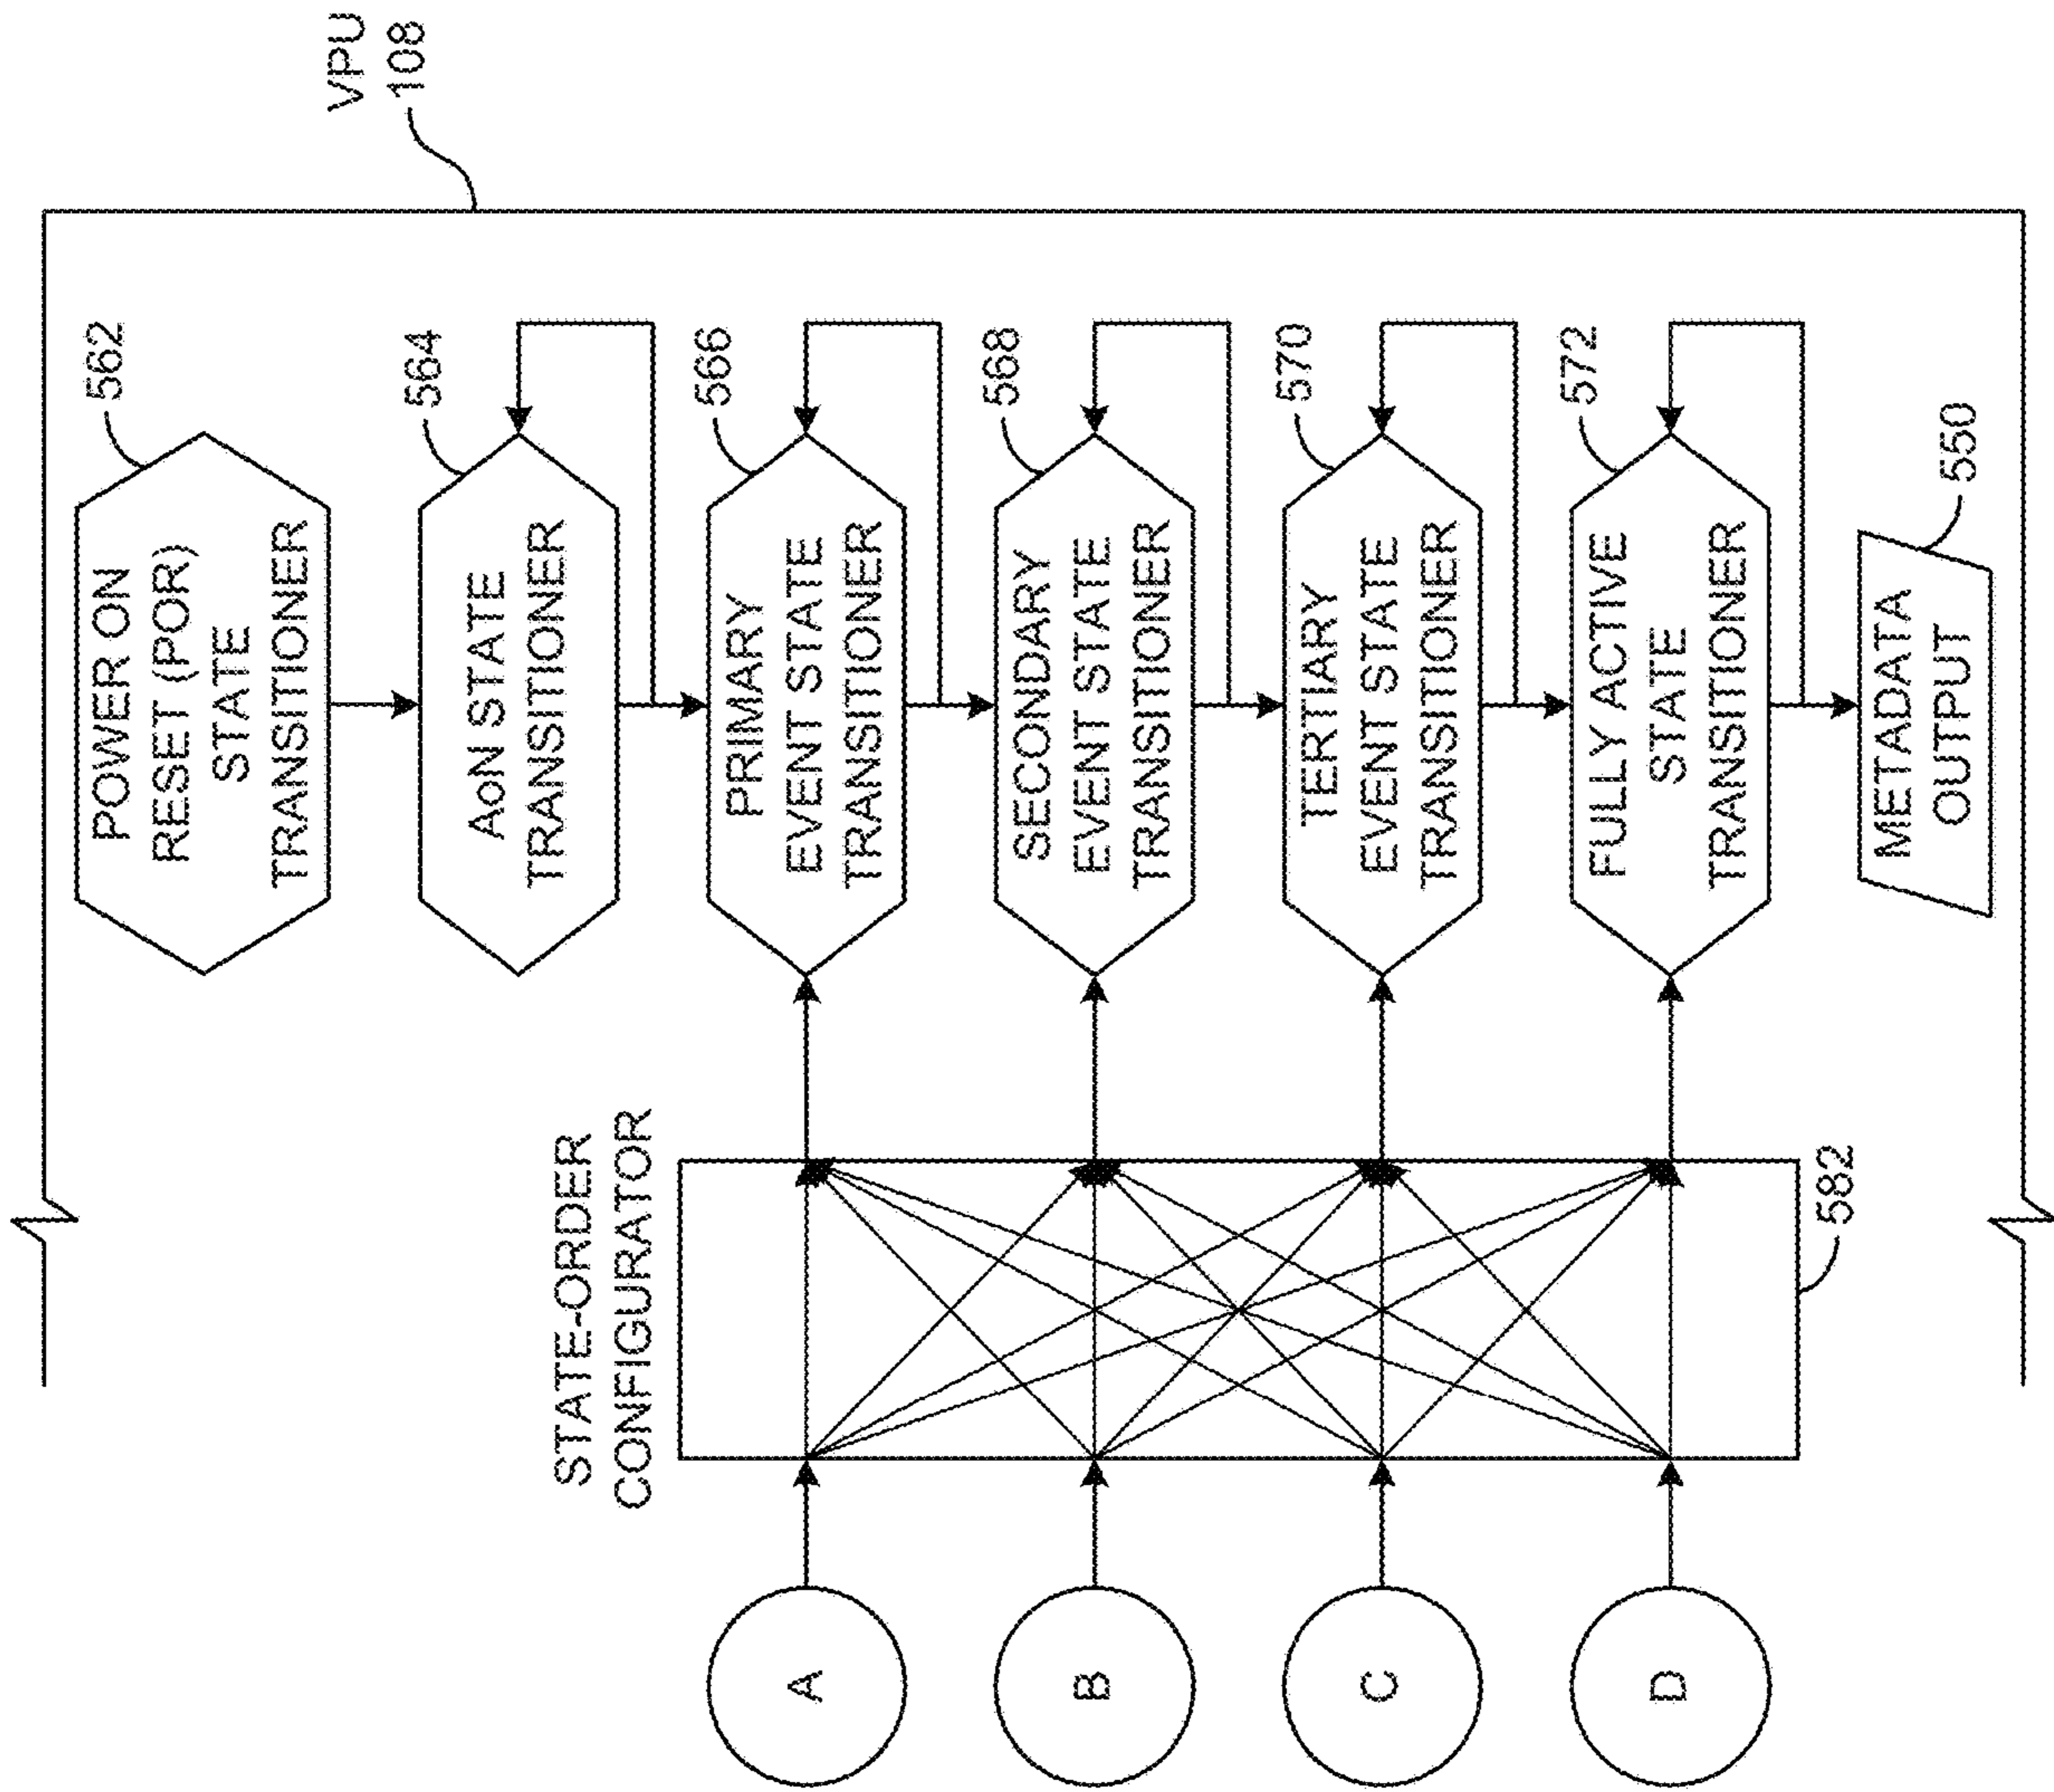 VPU
108
POWER ON
RESET (POR)
STATE
TRANSITIONER
562
AoN STATE
TRANSITIONER
564
PRIMARY
EVENT STATE
TRANSITIONER
566
SECONDARY
EVENT STATE
TRANSITIONER
568
TERTIARY
EVENT STATE
TRANSITIONER
570
FULLY ACTIVE
STATE
TRANSITIONER
572
METADATA
OUTPUT
550
STATE-ORDER
CONFIGURATOR
582
A
B
C
D